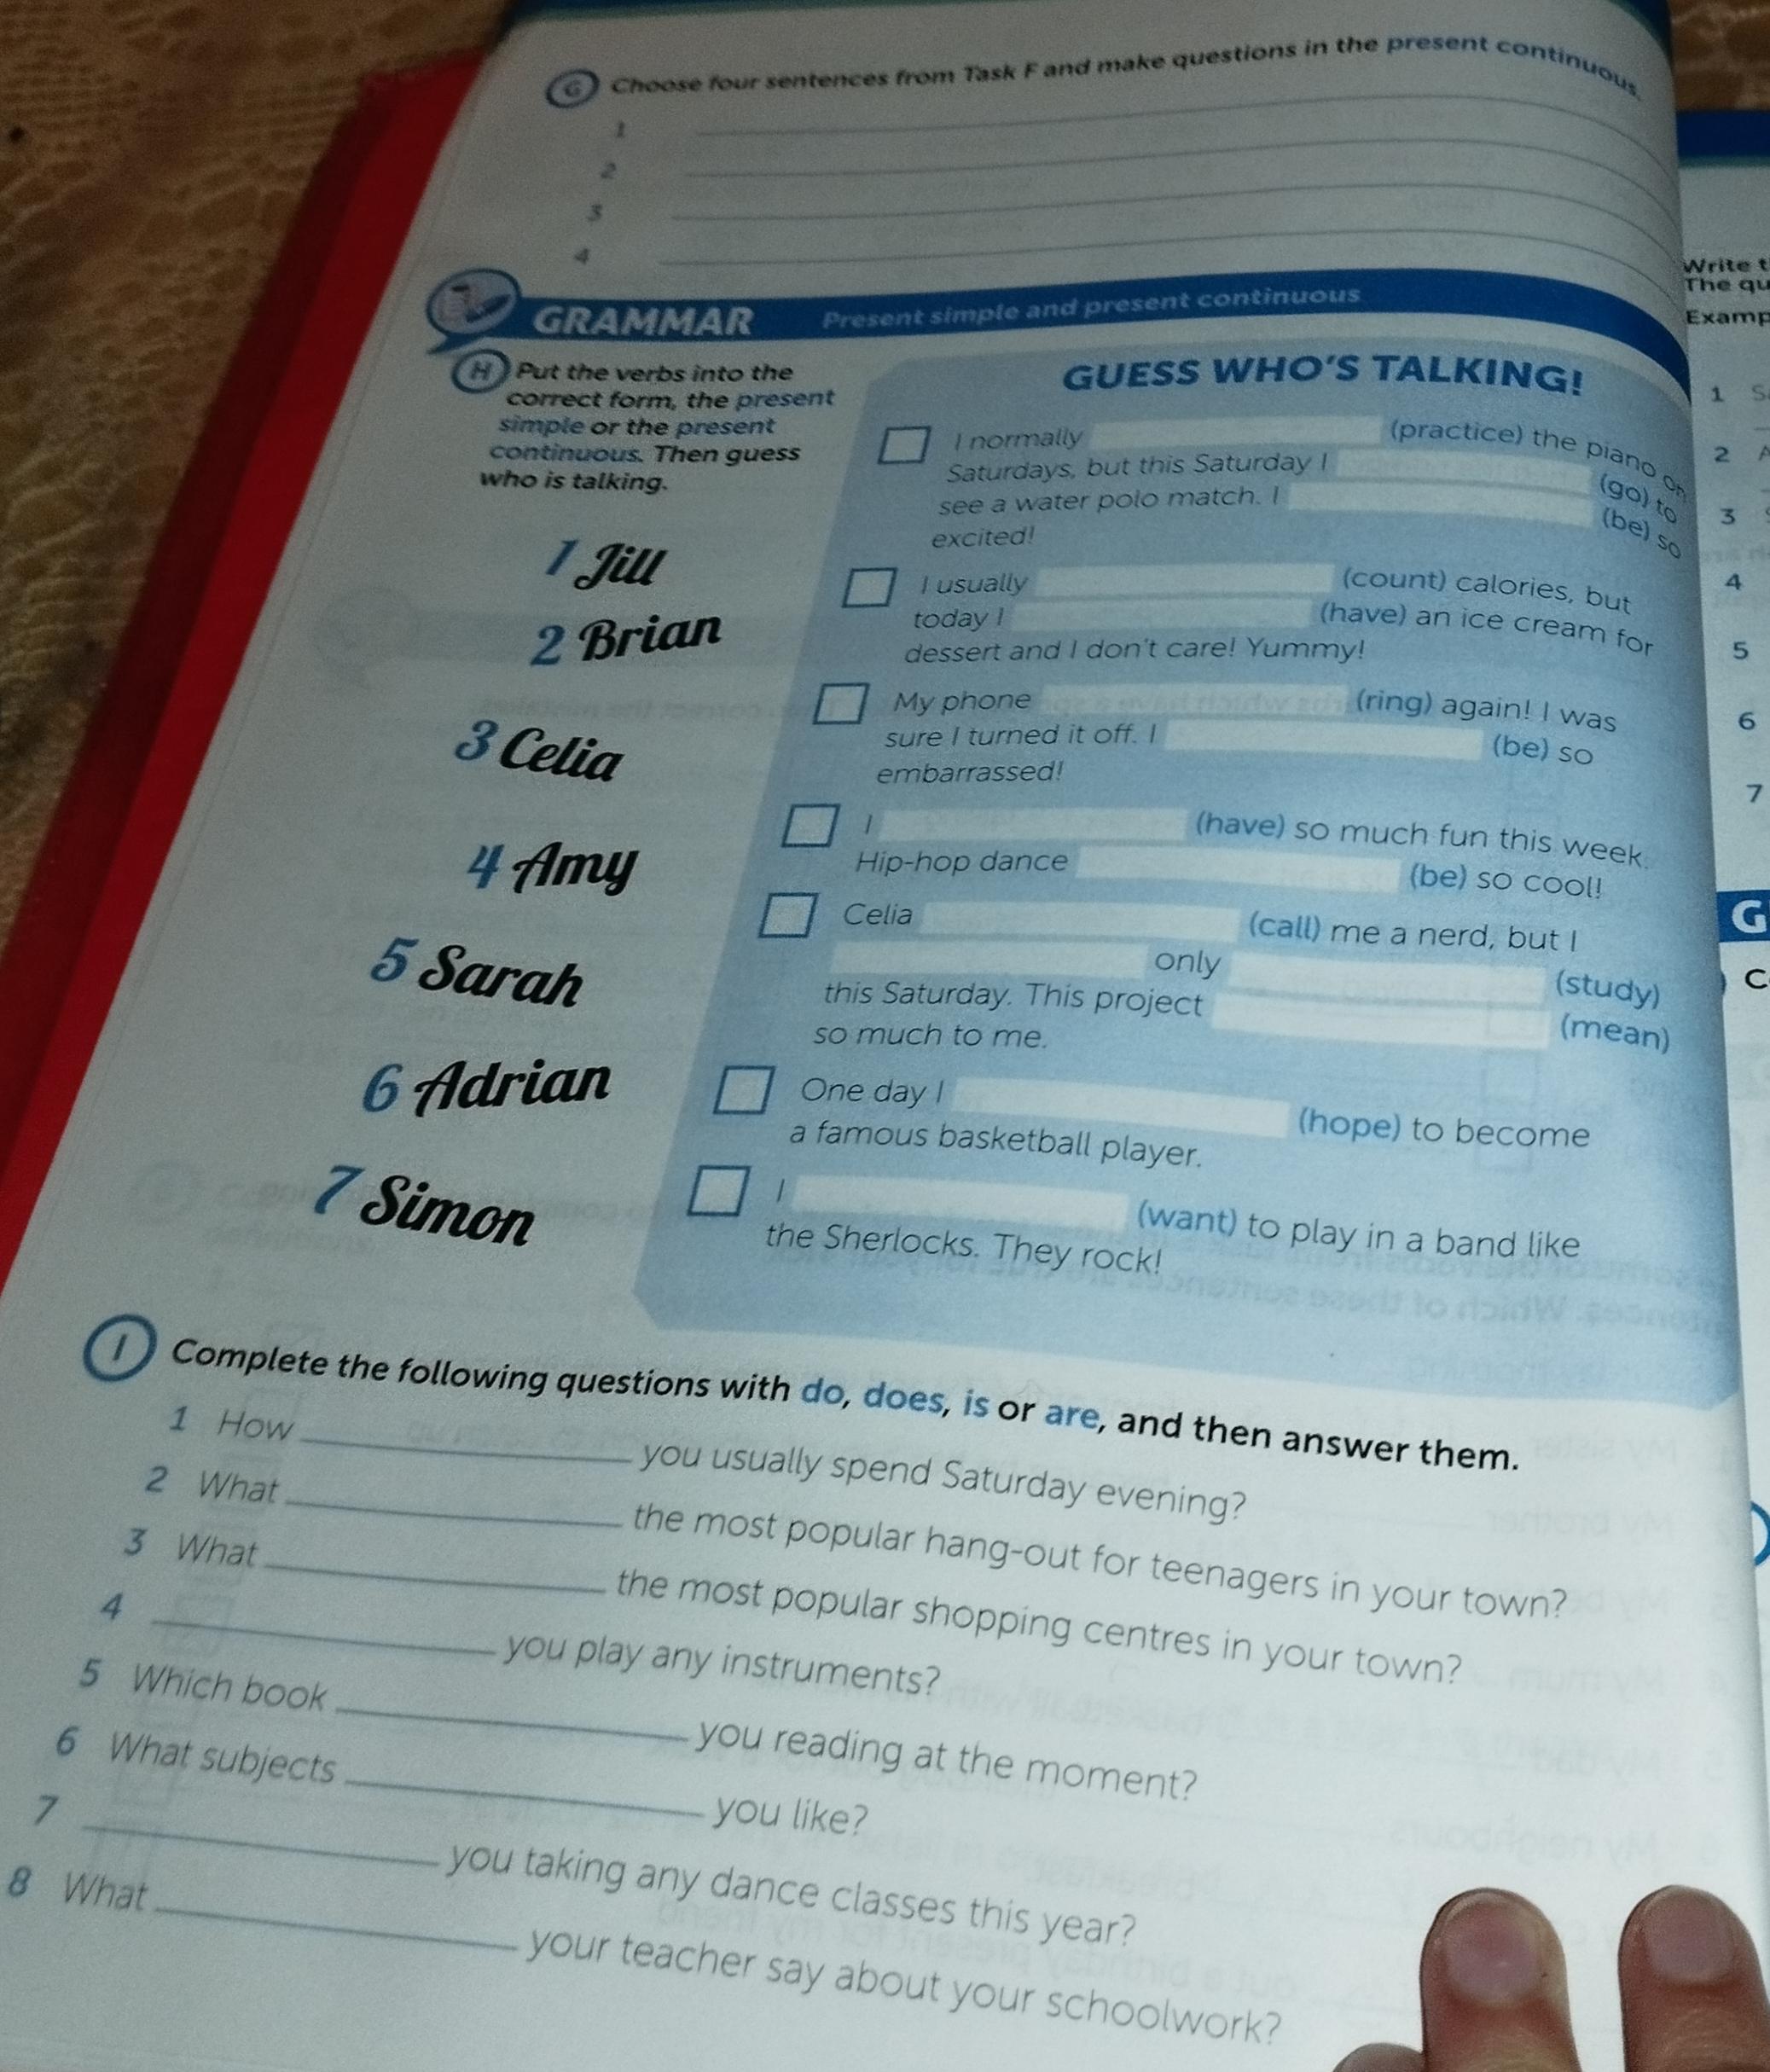 G Choose four sentences from Task F and make questions in the present continuous.
1
2
3
4
GRAMMAR Present simple and present continuous
H Put the verbs into the
correct form, the present
simple or the present
continuous. Then guess
who is talking.
1 Jill
2 Brian
3 Celia
4 Amy
5 Sarah
6 Adrian
7 Simon
GUESS WHO'S TALKING!
I normally (practice) the piano on
Saturdays, but this Saturday I (go) to
see a water polo match. I (be) so
excited!
I usually (count) calories, but
today I (have) an ice cream for
dessert and I don't care! Yummy!
My phone (ring) again! I was
sure I turned it off. I (be) so
embarrassed!
I (have) so much fun this week.
Hip-hop dance (be) so cool!
Celia (call) me a nerd, but I
only (study)
this Saturday. This project (mean)
so much to me.
One day I (hope) to become
a famous basketball player.
I (want) to play in a band like
the Sherlocks. They rock!
I Complete the following questions with do, does, is or are, and then answer them.
1 How you usually spend Saturday evening?
2 What the most popular hang-out for teenagers in your town?
3 What the most popular shopping centres in your town?
4 you play any instruments?
5 Which book you reading at the moment?
6 What subjects you like?
7 you taking any dance classes this year?
8 What your teacher say about your schoolwork?
Write
The
1
2
3
4
5
6
7
G